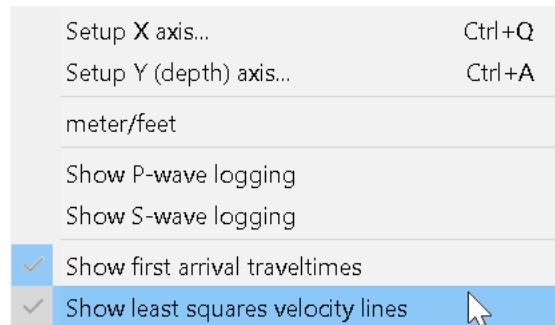 Setup X axis... Ctrl+Q
Setup Y (depth) axis... Ctrl+A
meter/feet
Show P-wave logging
Show S-wave logging
Show first arrival traveltimes
Show least squares velocity lines